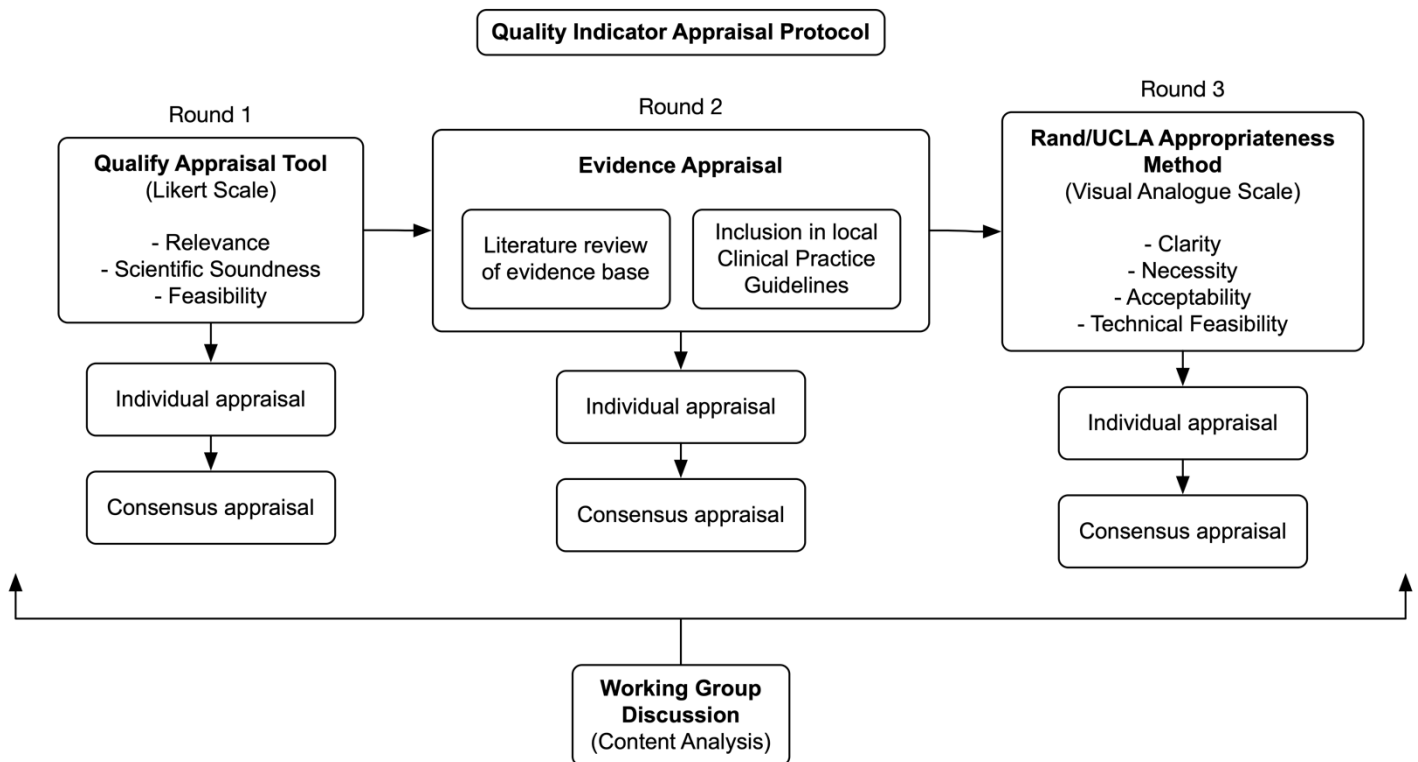 Quality Indicator Appraisal Protocol
Round 1
Qualify Appraisal Tool
(Likert Scale)
- Relevance
- Scientific Soundness
- Feasibility
Individual appraisal
Consensus appraisal
Round 2
Evidence Appraisal
Literature review
of evidence base
Inclusion in local
Clinical Practice
Guidelines
Individual appraisal
Consensus appraisal
Round 3
Rand/UCLA Appropriateness
Method
(Visual Analogue Scale)
- Clarity
- Necessity
- Acceptability
- Technical Feasibility
Individual appraisal
Consensus appraisal
Working Group
Discussion
(Content Analysis)